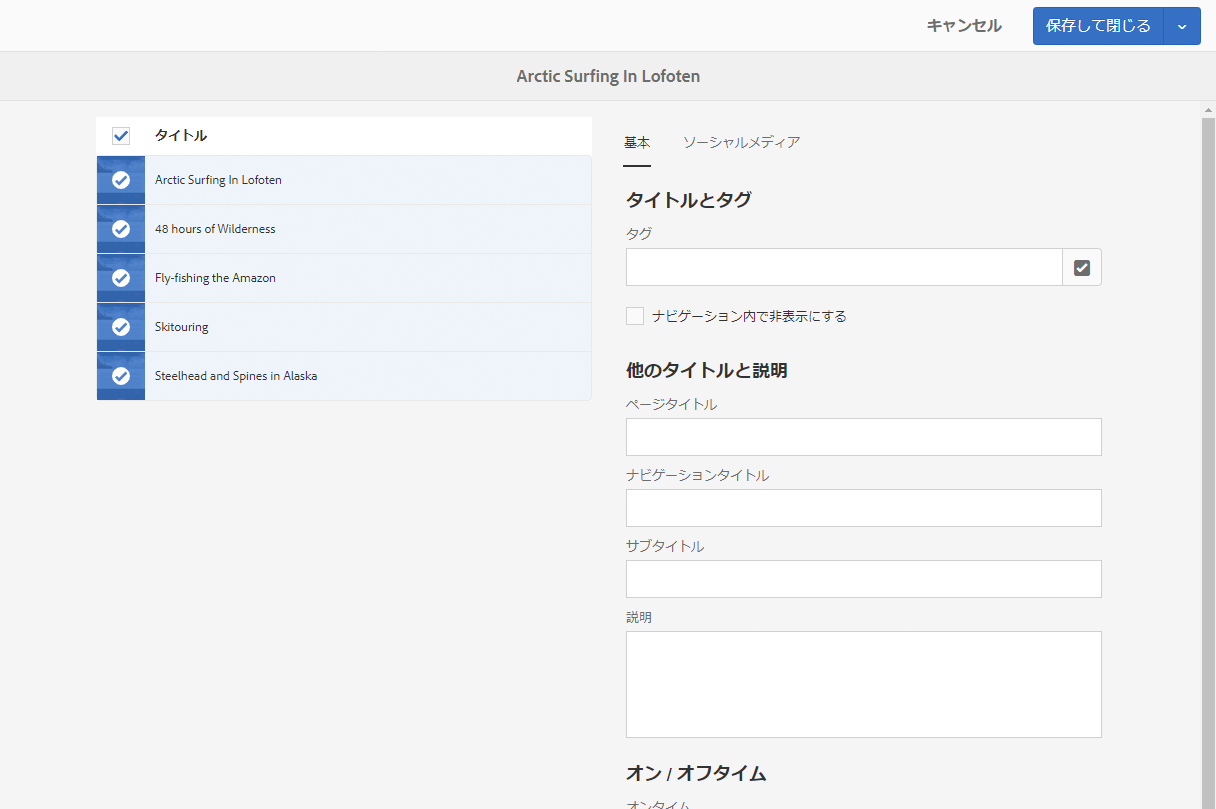 キャンセル
保存して閉じる
Arctic Surfing In Lofoten
タイトル
Arctic Surfing In Lofoten
48 hours of Wilderness
Fly-fishing the Amazon
Skitouring
Steelhead and Spines in Alaska
基本 ソーシャルメディア
タイトルとタグ
タグ
ナビゲーション内で非表示にする
他のタイトルと説明
ページタイトル
ナビゲーションタイトル
サブタイトル
説明
オン / オフタイム
オンタイム